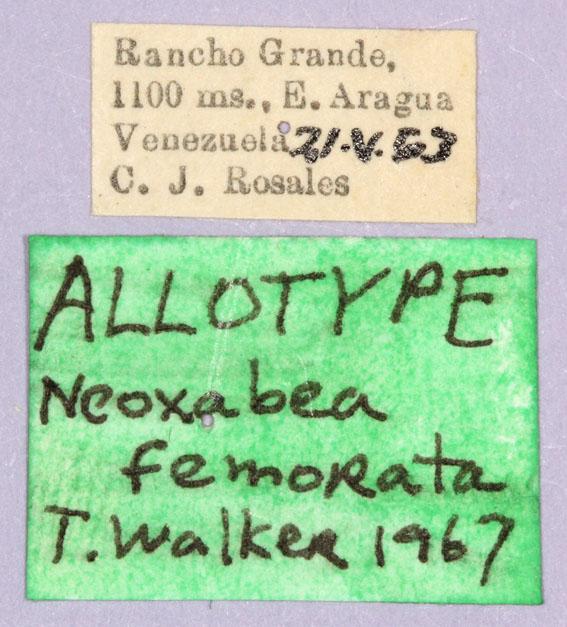 Rancho Grande,
1100 ms., E. Aragua
Venezuela 21.V.53
C. J. Rosales
ALLOTYPE
Neoxabea
femorata
T. Walker 1967